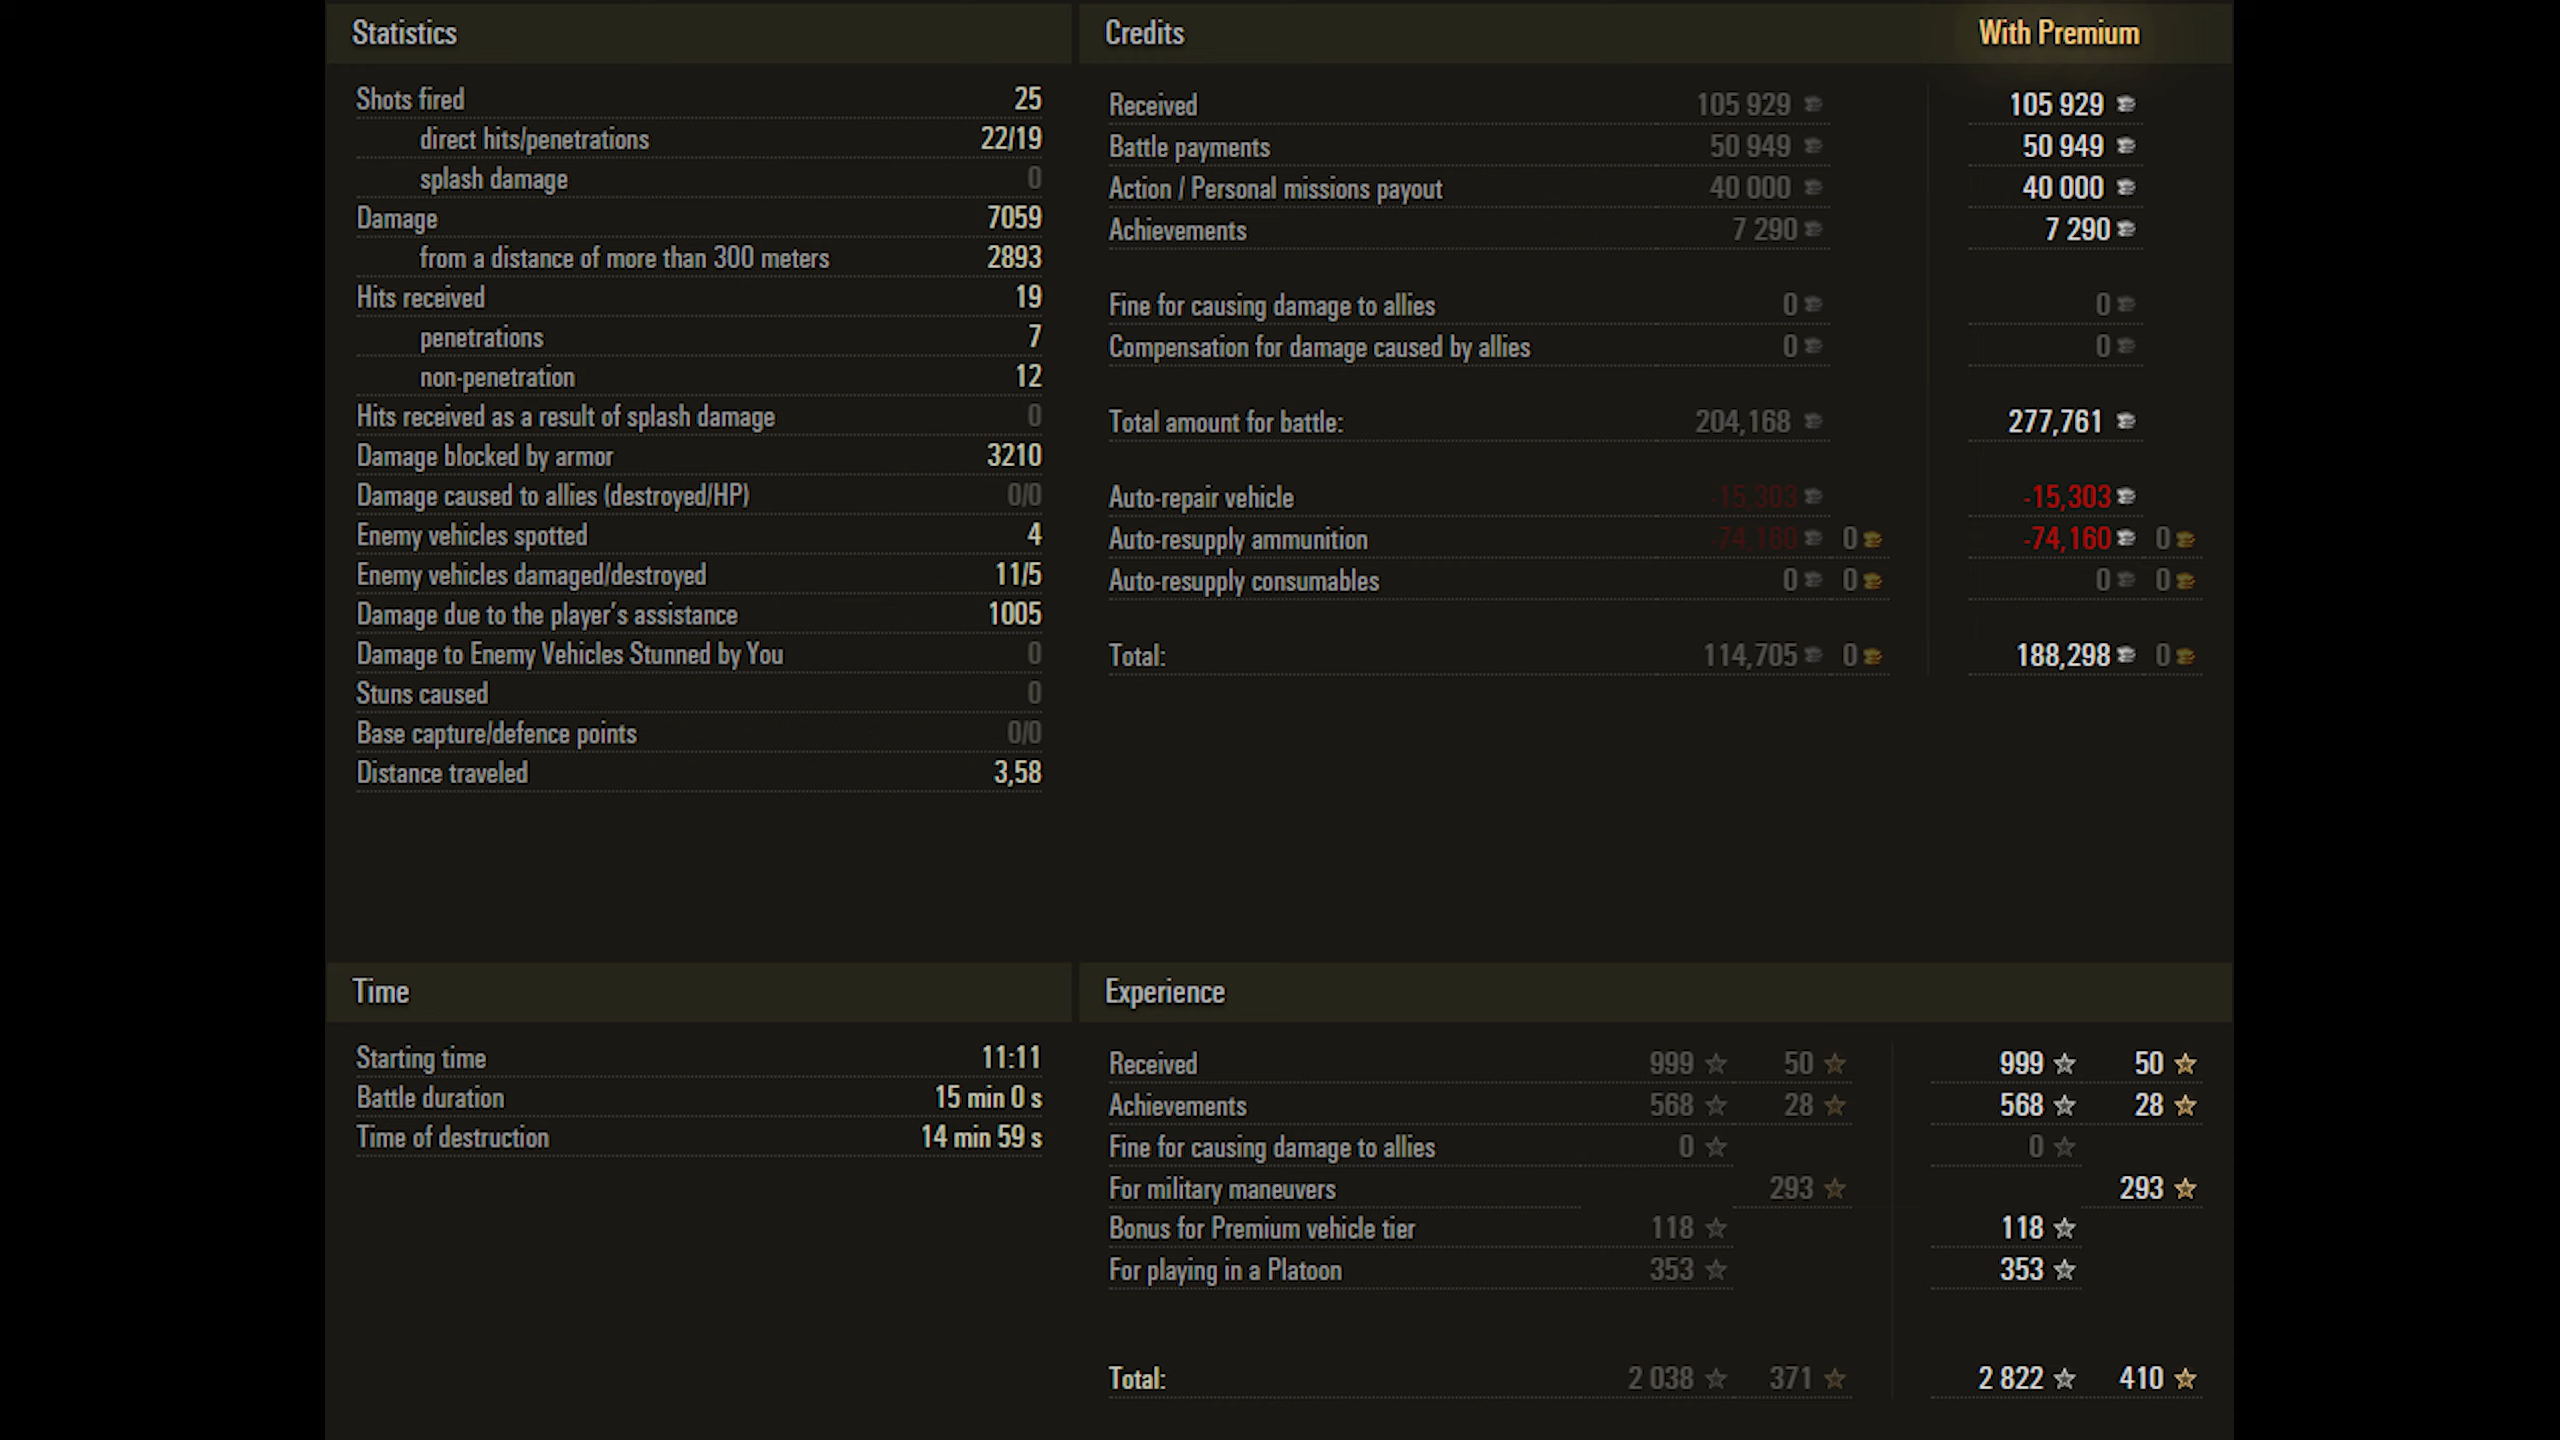 Statistics
Shots fired 25
direct hits/penetrations 22/19
splash damage 0
Damage 7059
from a distance of more than 300 meters 2893
Hits received 19
penetrations 7
non-penetration 12
Hits received as a result of splash damage 0
Damage blocked by armor 3210
Damage caused to allies (destroyed/HP) 0/0
Enemy vehicles spotted 4
Enemy vehicles damaged/destroyed 11/5
Damage due to the player's assistance 1005
Damage to Enemy Vehicles Stunned by You 0
Stuns caused 0
Base capture/defence points 0/0
Distance traveled 3,58
Credits With Premium
Received 105 929 105 929
Battle payments 50 949 50 949
Action / Personal missions payout 40 000 40 000
Achievements 7 290 7 290
Fine for causing damage to allies 0 0
Compensation for damage caused by allies 0 0
Total amount for battle: 204,168 277,761
Auto-repair vehicle -15,303 -15,303
Auto-resupply ammunition -74,160 0 -74,160 0
Auto-resupply consumables 0 0 0 0
Total: 114,705 0 188,298 0
Time
Starting time 11:11
Battle duration 15 min 0 s
Time of destruction 14 min 59 s
Experience
Received 999 50 999 50
Achievements 568 28 568 28
Fine for causing damage to allies 0 0
For military maneuvers 293 293
Bonus for Premium vehicle tier 118 118
For playing in a Platoon 353 353
Total: 2 038 371 2 822 410